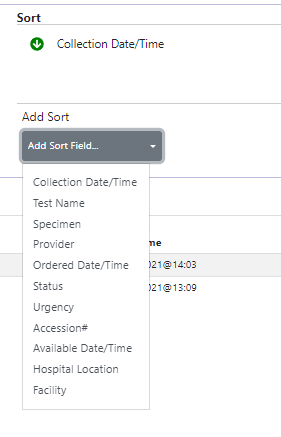 Sort
Collection Date/Time
Add Sort
Add Sort Field...
Collection Date/Time
Test Name
Specimen
Provider
Ordered Date/Time
Status
Urgency
Accession#
Available Date/Time
Hospital Location
Facility
me
021@14:03
021@13:09